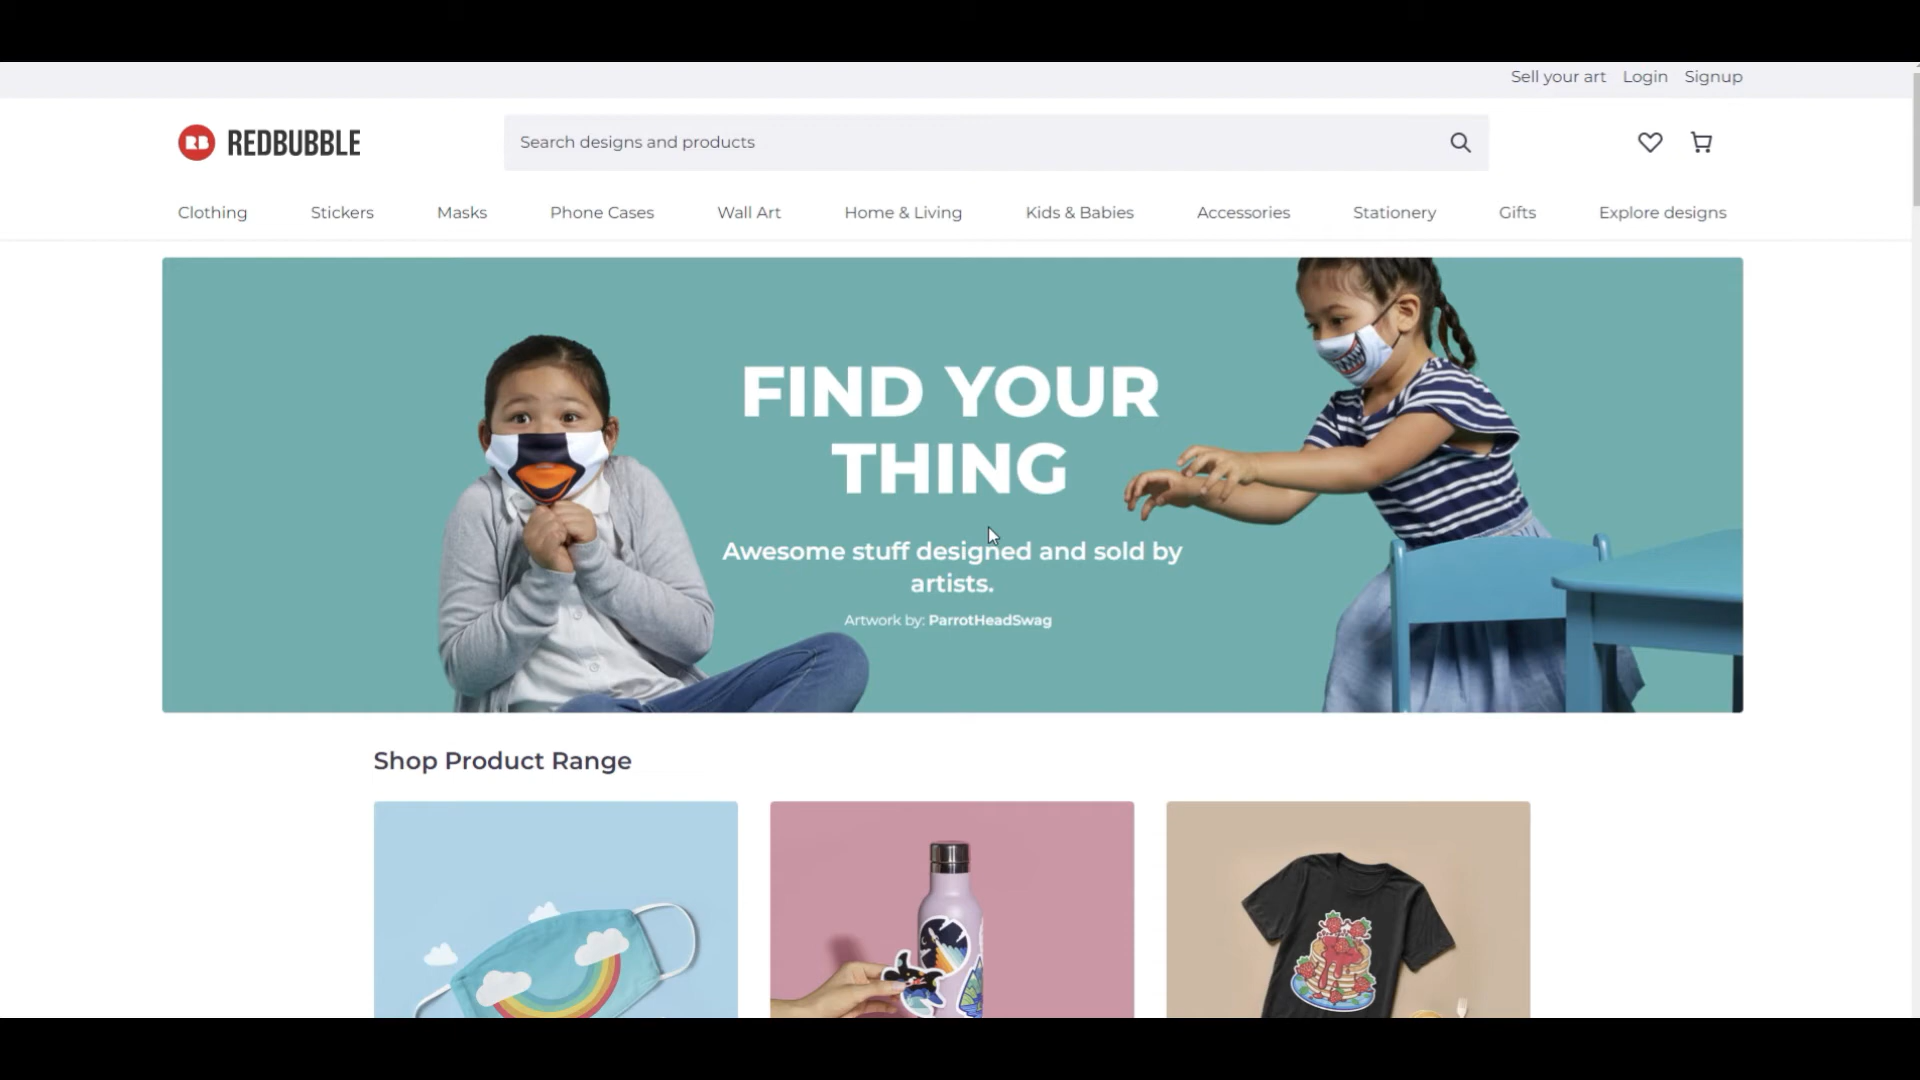 Sell your art Login Signup
RB REDBUBBLE
Search designs and products
Clothing Stickers Masks Phone Cases Wall Art Home & Living Kids & Babies Accessories Stationery Gifts Explore designs
FIND YOUR
THING
Awesome stuff designed and sold by
artists.
Artwork by: ParrotHeadSwag
Shop Product Range